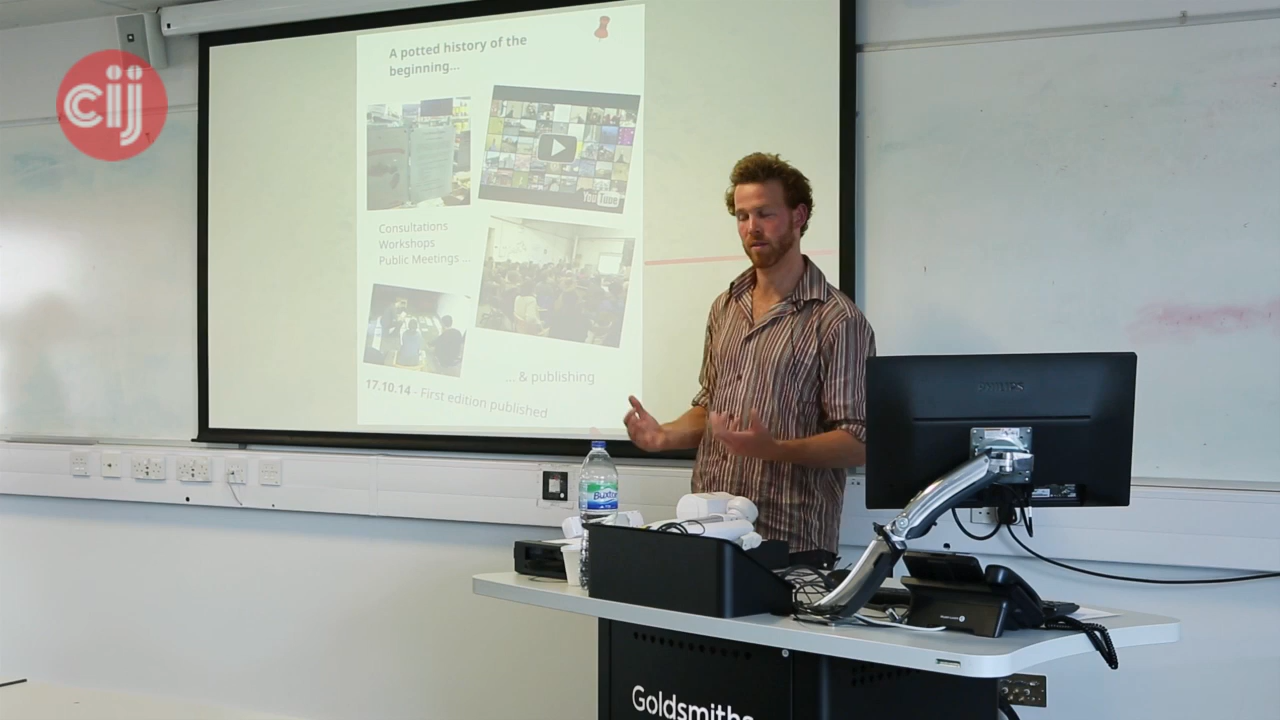 cij
A potted history of the
beginning...
YouTube
Consultations
Workshops
Public Meetings ...
... & publishing
17.10.14 - First edition published
Buxton
PHILIPS
Goldsmiths